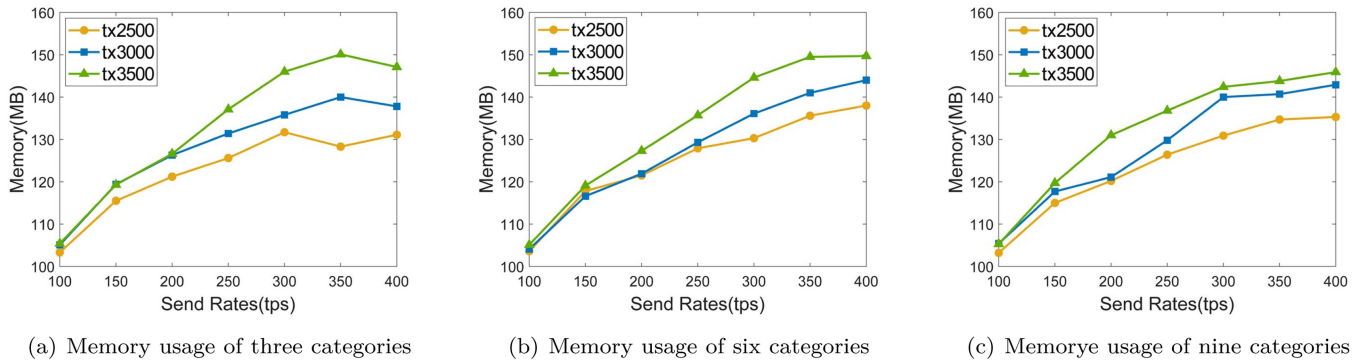 160
150
140
130
120
110
100
Memory(MB)
tx2500
tx3000
tx3500
100 150 200 250 300 350 400
Send Rates(tps)
(a) Memory usage of three categories
160
150
140
130
120
110
100
Memory(MB)
tx2500
tx3000
tx3500
100 150 200 250 300 350 400
Send Rates(tps)
(b) Memory usage of six categories
160
150
140
130
120
110
100
Memory(MB)
tx2500
tx3000
tx3500
100 150 200 250 300 350 400
Send Rates(tps)
(c) Memorye usage of nine categories